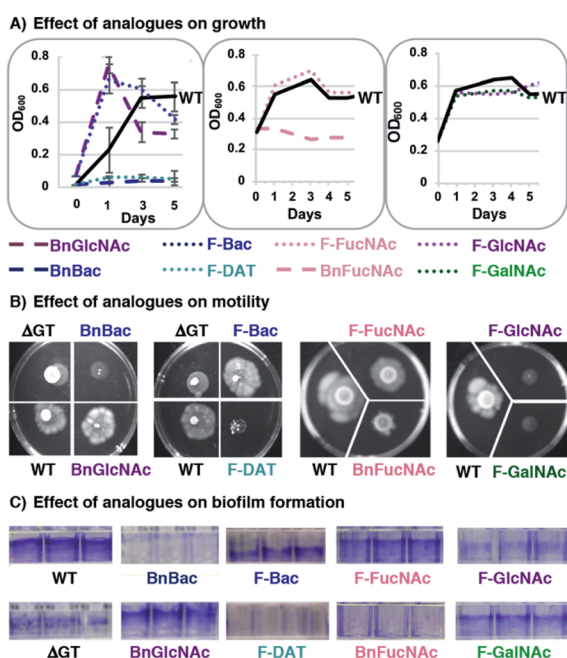 A) Effect of analogues on growth
0.8
0.6
0.4
0.2
0
OD600
WT
0 1 3 5
Days
0.8
0.6
0.4
0.2
0.0
OD600
WT
0 1 2 3 4 5
Days
0.8
0.6
0.4
0.2
0.0
OD600
WT
0 1 2 3 4 5
Days
BnGlcNAc F-Bac F-FucNAc F-GlcNAc
BnBac F-DAT BnFucNAc F-GalNAc
B) Effect of analogues on motility
ΔGT BnBac ΔGT F-Bac F-FucNAc F-GlcNAc
WT BnGlcNAc WT F-DAT WT BnFucNAc WT F-GalNAc
C) Effect of analogues on biofilm formation
WT BnBac F-Bac F-FucNAc F-GlcNAc
ΔGT BnGlcNAc F-DAT BnFucNAc F-GalNAc